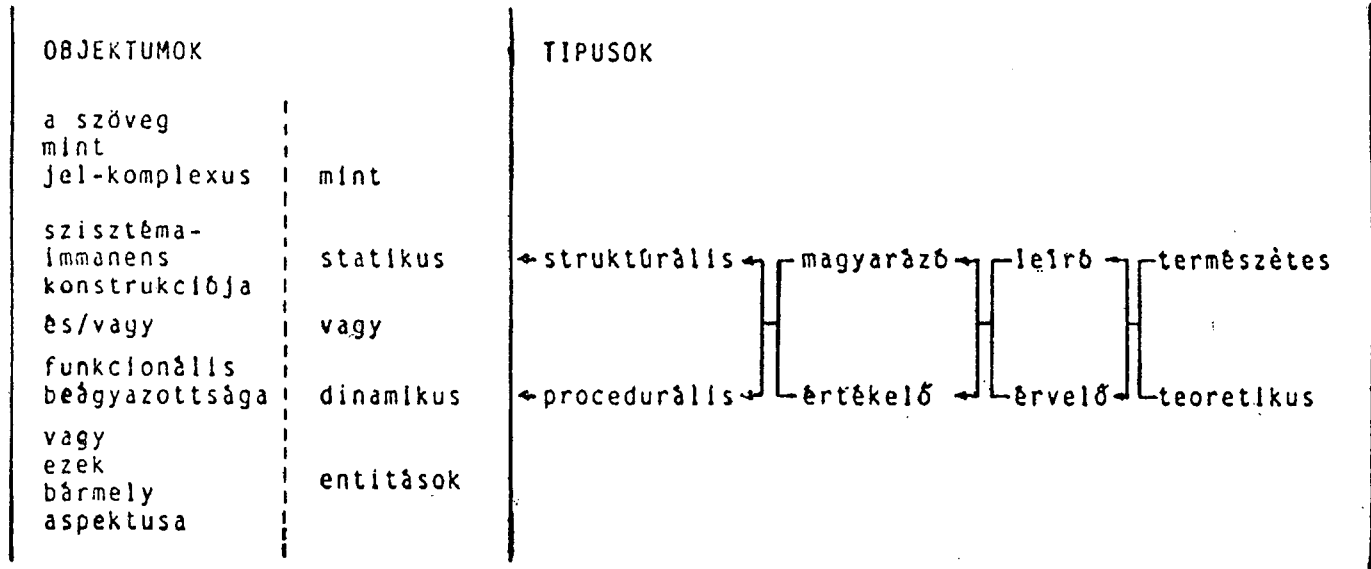 OBJEKTUMOK
TIPUSOK
a szöveg
mint
jel-komplexus
mint
szisztéma-
immanens
konstrukciója
statikus
struktúrális
magyarázó
leíró
természetes
és/vagy
vagy
funkcionális
beágyazottsága
dinamikus
procedurális
értékelő
érvelő
teoretikus
vagy
ezek
bármely
aspektusa
entitások